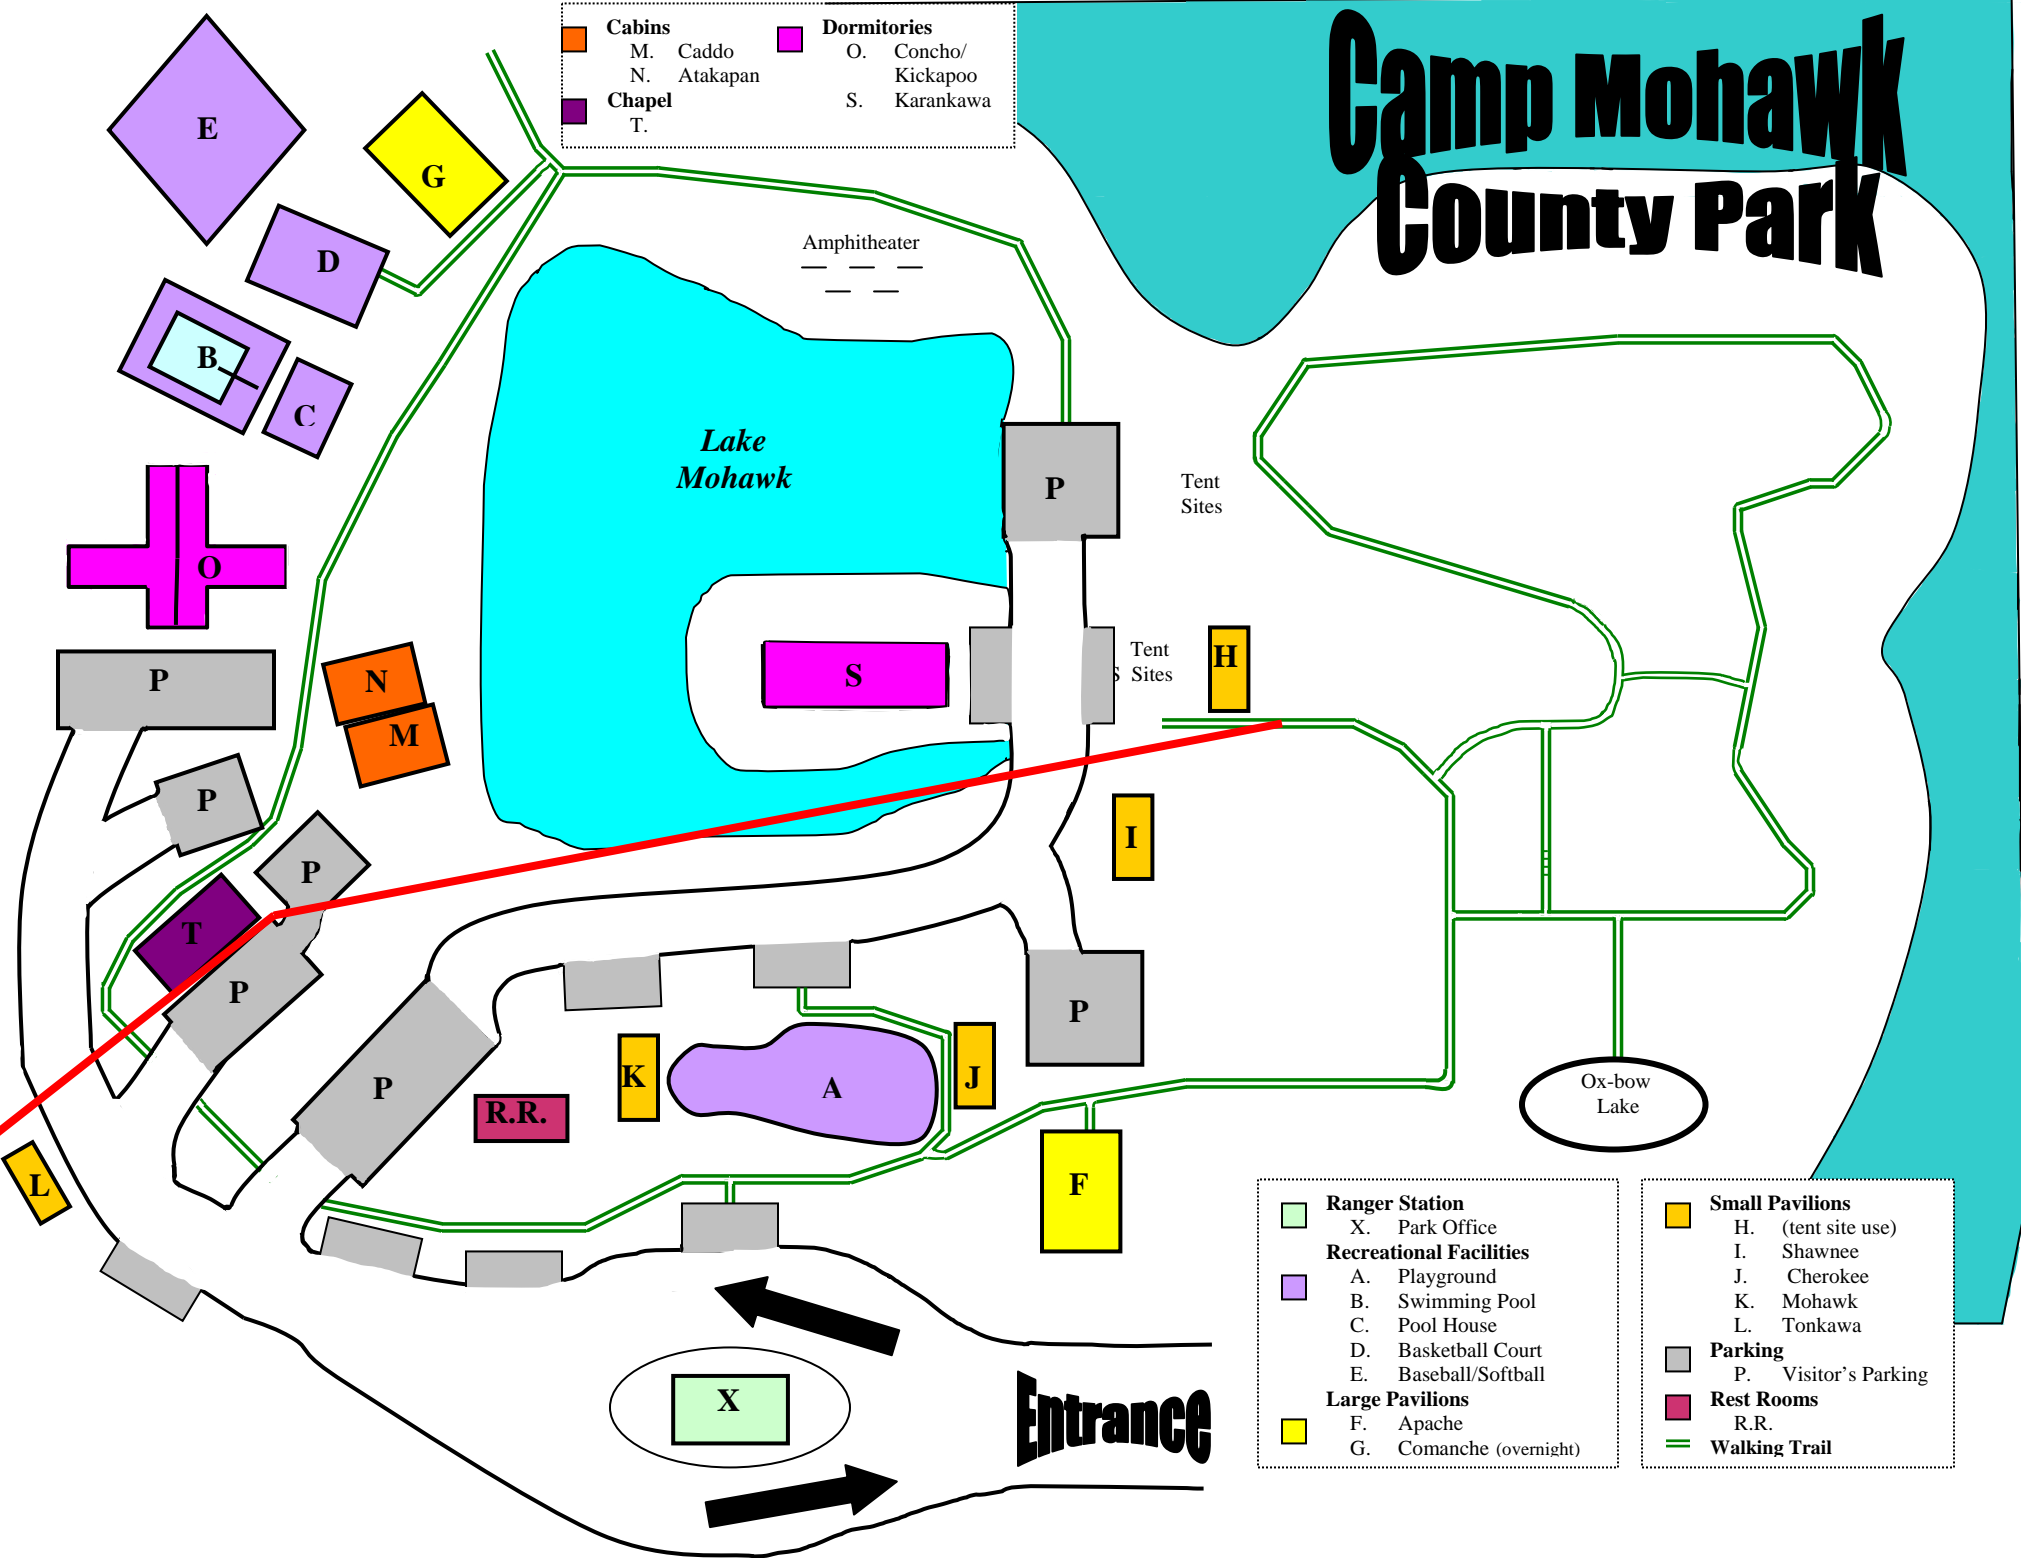 Cabins
M. Caddo
N. Atakapan
Chapel
T.
Dormitories
O. Concho/
Kickapoo
S. Karankawa
Camp Mohawk
County Park
E
G
D
B
C
Amphitheater
Lake
Mohawk
P
Tent
Sites
O
P
N
M
S
Tent
S Sites
H
P
P
I
T
P
P
K
R.R.
A
J
P
F
L
Ox-bow
Lake
X
Entrance
Ranger Station
X. Park Office
Recreational Facilities
A. Playground
B. Swimming Pool
C. Pool House
D. Basketball Court
E. Baseball/Softball
Large Pavilions
F. Apache
G. Comanche (overnight)
Small Pavilions
H. (tent site use)
I. Shawnee
J. Cherokee
K. Mohawk
L. Tonkawa
Parking
P. Visitor's Parking
Rest Rooms
R.R.
Walking Trail